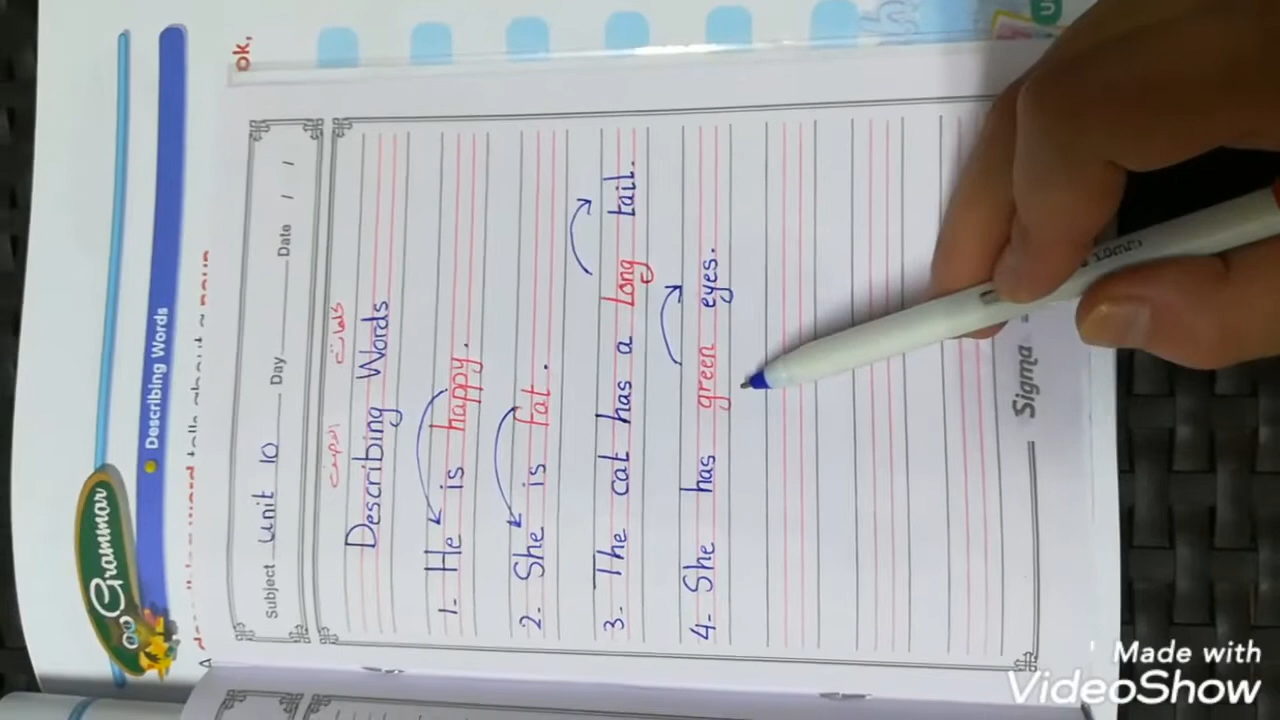 Grammar
Describing Words
ok,
Subject Unit 10 Day Date / /
كلمات الوصف
Describing Words
1- He is happy.
2- She is fat.
3- The cat has a long tail.
4- She has green eyes.
Sigma
Made with
VideoShow